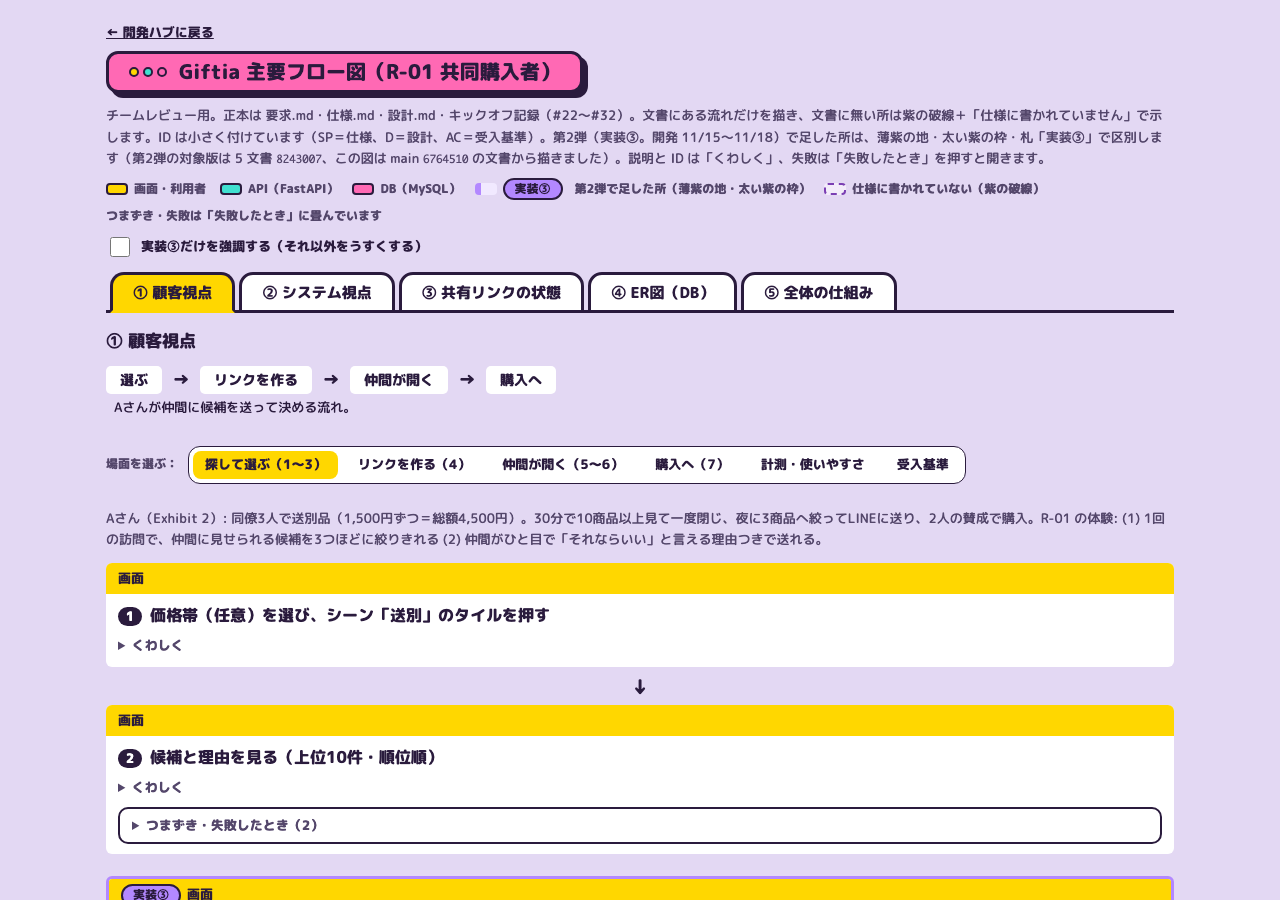 ← 開発ハブに戻る
Giftia 主要フロー図（R-01 共同購入者）
チームレビュー用。正本は 要求.md・仕様.md・設計.md・キックオフ記録（#22〜#32）。文書にある流れだけを描き、文書に無い所は紫の破線＋「仕様に書かれていません」で示
します。ID は小さく付けています（SP＝仕様、D＝設計、AC＝受入基準）。第2弾（実装③。開発 11/15〜11/18）で足した所は、薄紫の地・太い紫の枠・札「実装③」で区別しま
す（第2弾の対象版は 5 文書 8243007、この図は main 6764510 の文書から描きました）。説明と ID は「くわしく」、失敗は「失敗したとき」を押すと開きます。
画面・利用者 API（FastAPI） DB（MySQL） 実装③ 第2弾で足した所（薄紫の地・太い紫の枠） 仕様に書かれていない（紫の破線）
つまずき・失敗は「失敗したとき」に畳んでいます
実装③だけを強調する（それ以外をうすくする）
① 顧客視点 ② システム視点 ③ 共有リンクの状態 ④ ER図（DB） ⑤ 全体の仕組み
① 顧客視点
選ぶ → リンクを作る → 仲間が開く → 購入へ
Aさんが仲間に候補を送って決める流れ。
場面を選ぶ： 探して選ぶ（1〜3） リンクを作る（4） 仲間が開く（5〜6） 購入へ（7） 計測・使いやすさ 受入基準
Aさん（Exhibit 2）: 同僚3人で送別品（1,500円ずつ＝総額4,500円）。30分で10商品以上見て一度閉じ、夜に3商品へ絞ってLINEに送り、2人の賛成で購入。R-01 の体験: (1) 1回
の訪問で、仲間に見せられる候補を3つほどに絞りきれる (2) 仲間がひと目で「それならいい」と言える理由つきで送れる。
画面
1 価格帯（任意）を選び、シーン「送別」のタイルを押す
▶ くわしく
↓
画面
2 候補と理由を見る（上位10件・順位順）
▶ くわしく
▶ つまずき・失敗したとき（2）
実装③ 画面